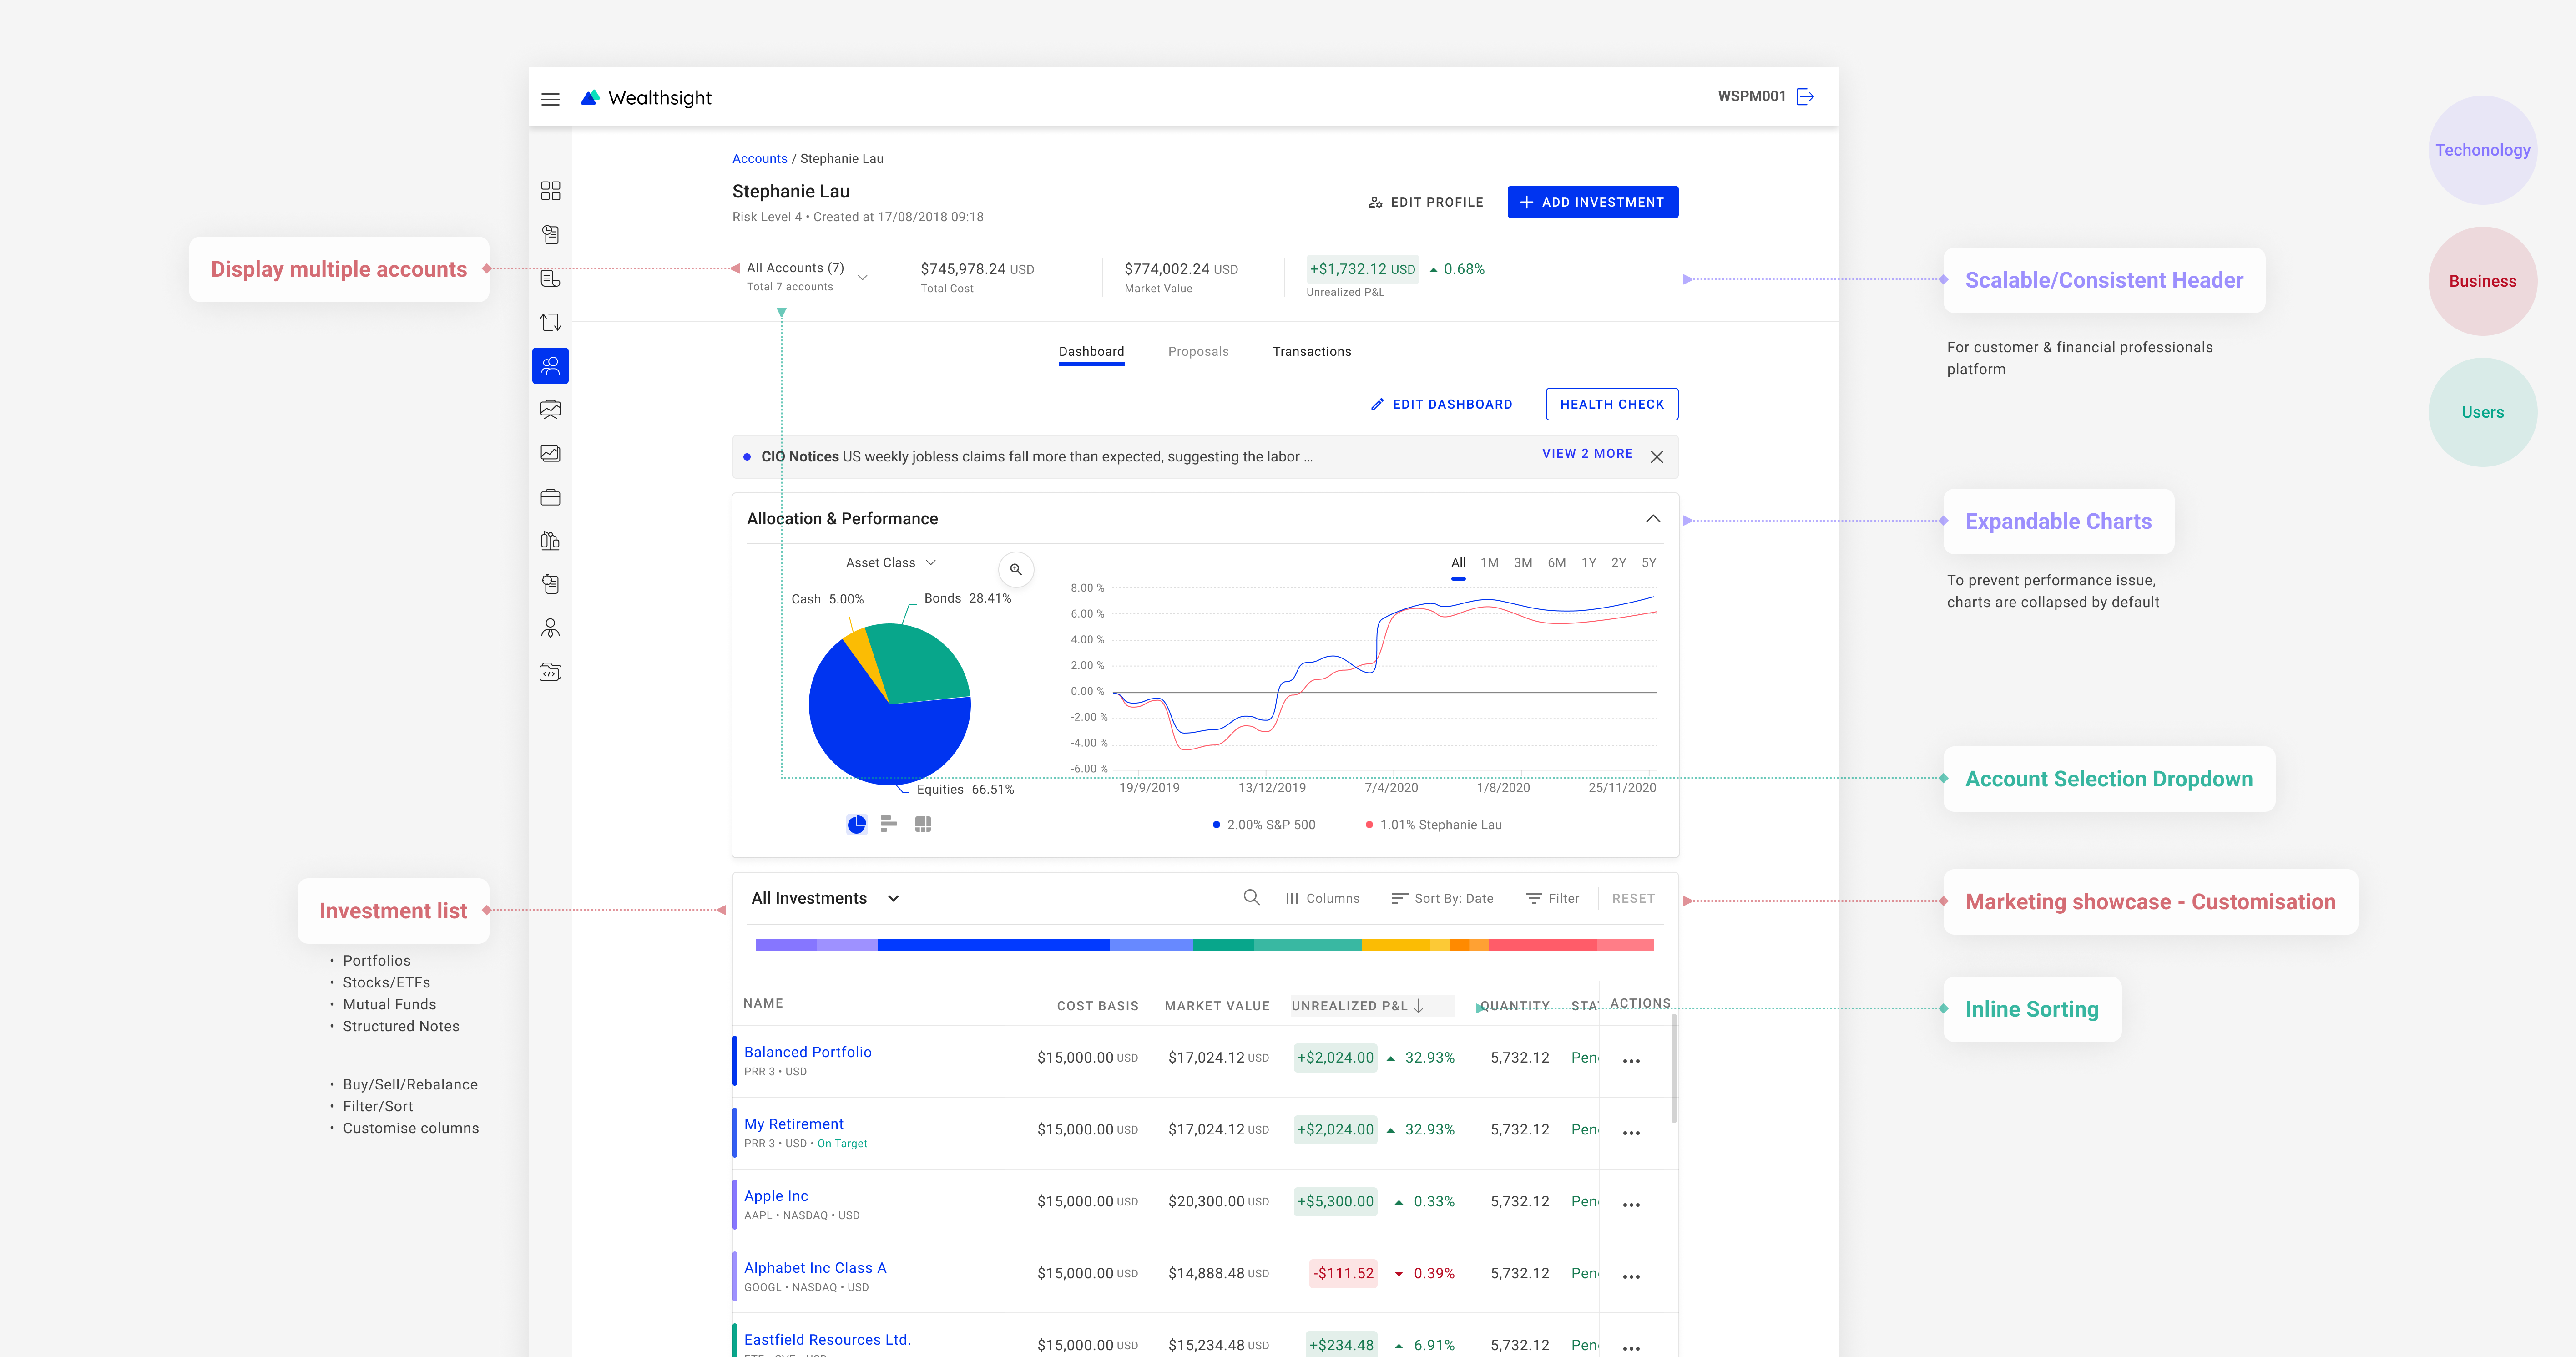 Wealthsight
WSPM001
Accounts / Stephanie Lau
Stephanie Lau
Risk Level 4 • Created at 17/08/2018 09:18
EDIT PROFILE
ADD INVESTMENT
All Accounts (7)
Total 7 accounts
$745,978.24 USD
Total Cost
$774,002.24 USD
Market Value
+$1,732.12 USD 0.68%
Unrealized P&L
Dashboard
Proposals
Transactions
EDIT DASHBOARD
HEALTH CHECK
CIO Notices US weekly jobless claims fall more than expected, suggesting the labor ...
VIEW 2 MORE
Allocation & Performance
Asset Class
Cash 5.00%
Bonds 28.41%
Equities 66.51%
All 1M 3M 6M 1Y 2Y 5Y
8.00 %
6.00 %
4.00 %
2.00 %
0.00 %
-2.00 %
-4.00 %
-6.00 %
19/9/2019 13/12/2019 7/4/2020 1/8/2020 25/11/2020
2.00% S&P 500
1.01% Stephanie Lau
All Investments
Columns
Sort By: Date
Filter
RESET
NAME COST BASIS MARKET VALUE UNREALIZED P&L QUANTITY STA ACTIONS
Balanced Portfolio
PRR 3 • USD
$15,000.00 USD $17,024.12 USD +$2,024.00 32.93% 5,732.12 Pen
My Retirement
PRR 3 • USD • On Target
$15,000.00 USD $17,024.12 USD +$2,024.00 32.93% 5,732.12 Pen
Apple Inc
AAPL • NASDAQ • USD
$15,000.00 USD $20,300.00 USD +$5,300.00 0.33% 5,732.12 Pen
Alphabet Inc Class A
GOOGL • NASDAQ • USD
$15,000.00 USD $14,888.48 USD -$111.52 0.39% 5,732.12 Pen
Eastfield Resources Ltd.
$15,000.00 USD $15,234.48 USD +$234.48 6.91% 5,732.12 Pen
Display multiple accounts
Investment list
• Portfolios
• Stocks/ETFs
• Mutual Funds
• Structured Notes
• Buy/Sell/Rebalance
• Filter/Sort
• Customise columns
Scalable/Consistent Header
For customer & financial professionals
platform
Expandable Charts
To prevent performance issue,
charts are collapsed by default
Account Selection Dropdown
Marketing showcase - Customisation
Inline Sorting
Techonology
Business
Users